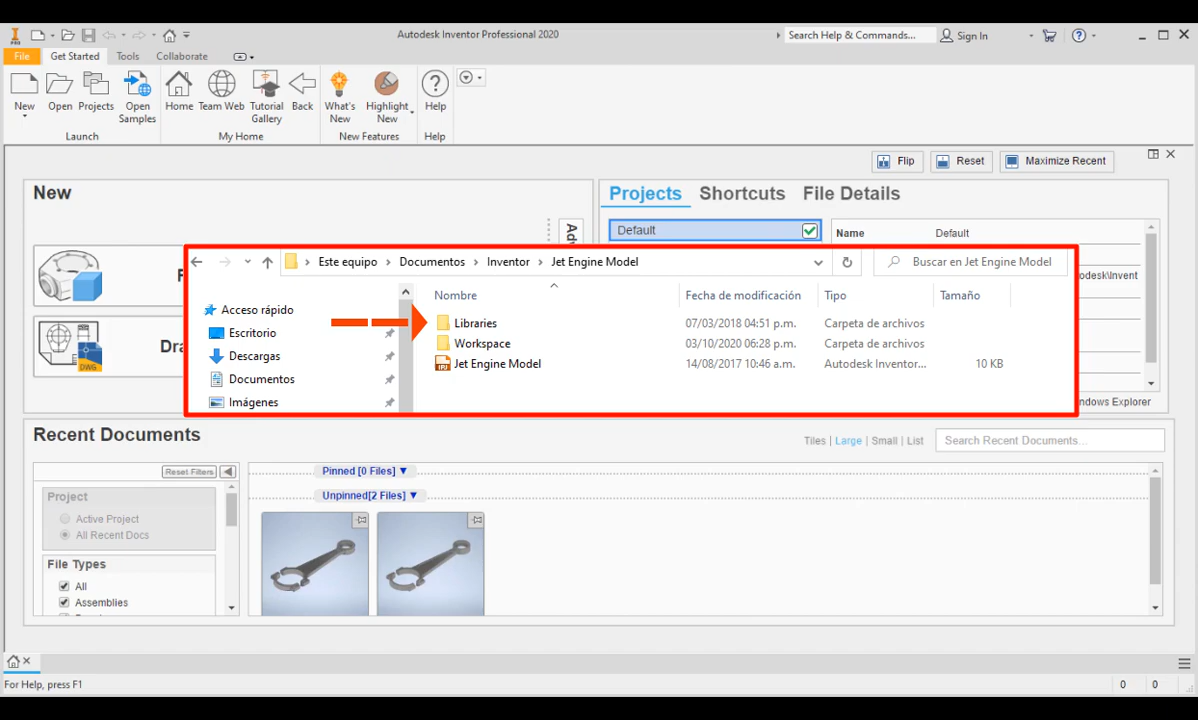 Autodesk Inventor Professional 2020
Search Help & Commands...
Sign In
File
Get Started
Tools
Collaborate
New
Open
Projects
Open Samples
Home
Team Web
Tutorial Gallery
Back
What's New
Highlight New
Help
Launch
My Home
New Features
Help
Flip
Reset
Maximize Recent
New
Projects
Shortcuts
File Details
Default
Name
Default
Este equipo
Documentos
Inventor
Jet Engine Model
Buscar en Jet Engine Model
Nombre
Fecha de modificación
Tipo
Tamaño
Acceso rápido
Escritorio
Descargas
Documentos
Imágenes
Libraries 07/03/2018 04:51 p.m. Carpeta de archivos
Workspace 03/10/2020 06:28 p.m. Carpeta de archivos
Jet Engine Model 14/08/2017 10:46 a.m. Autodesk Inventor... 10 KB
DWG
Recent Documents
Tiles | Large | Small | List
Search Recent Documents...
Reset Filters
Project
Active Project
All Recent Docs
File Types
All
Assemblies
Pinned [0 Files]
Unpinned[2 Files]
For Help, press F1
0 0